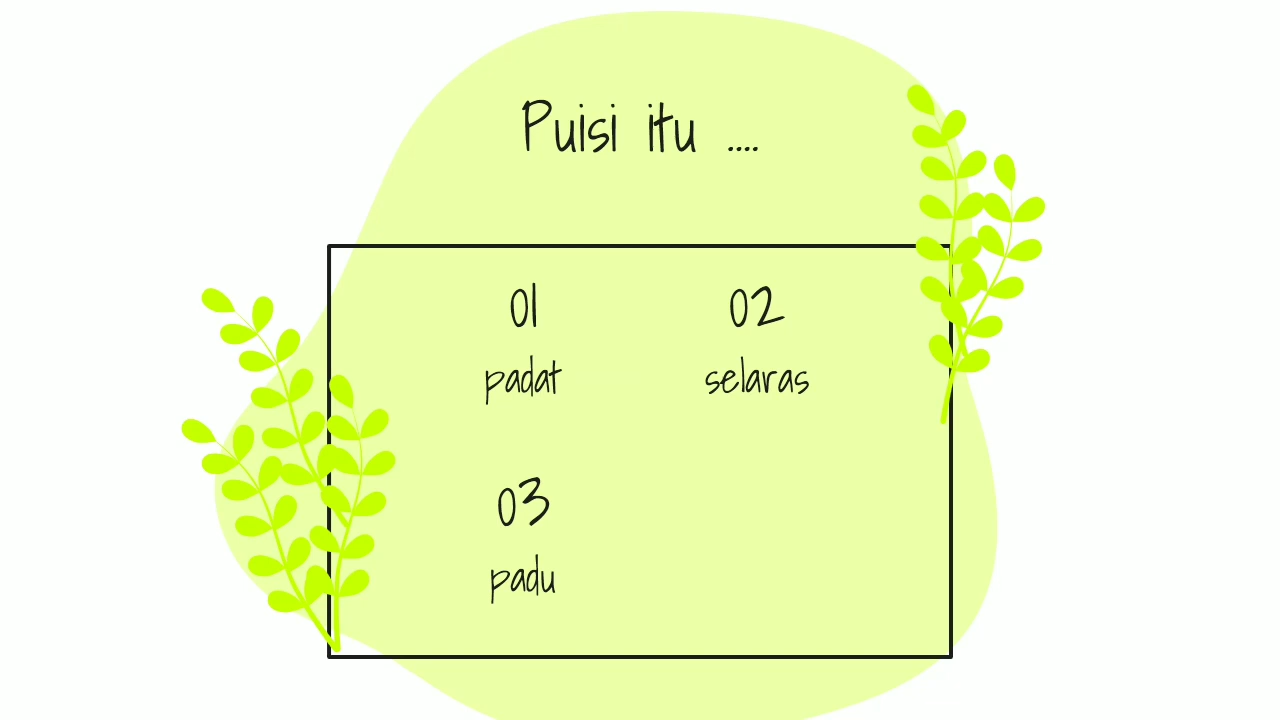 Puisi itu ....
01
padat
02
selaras
03
padu